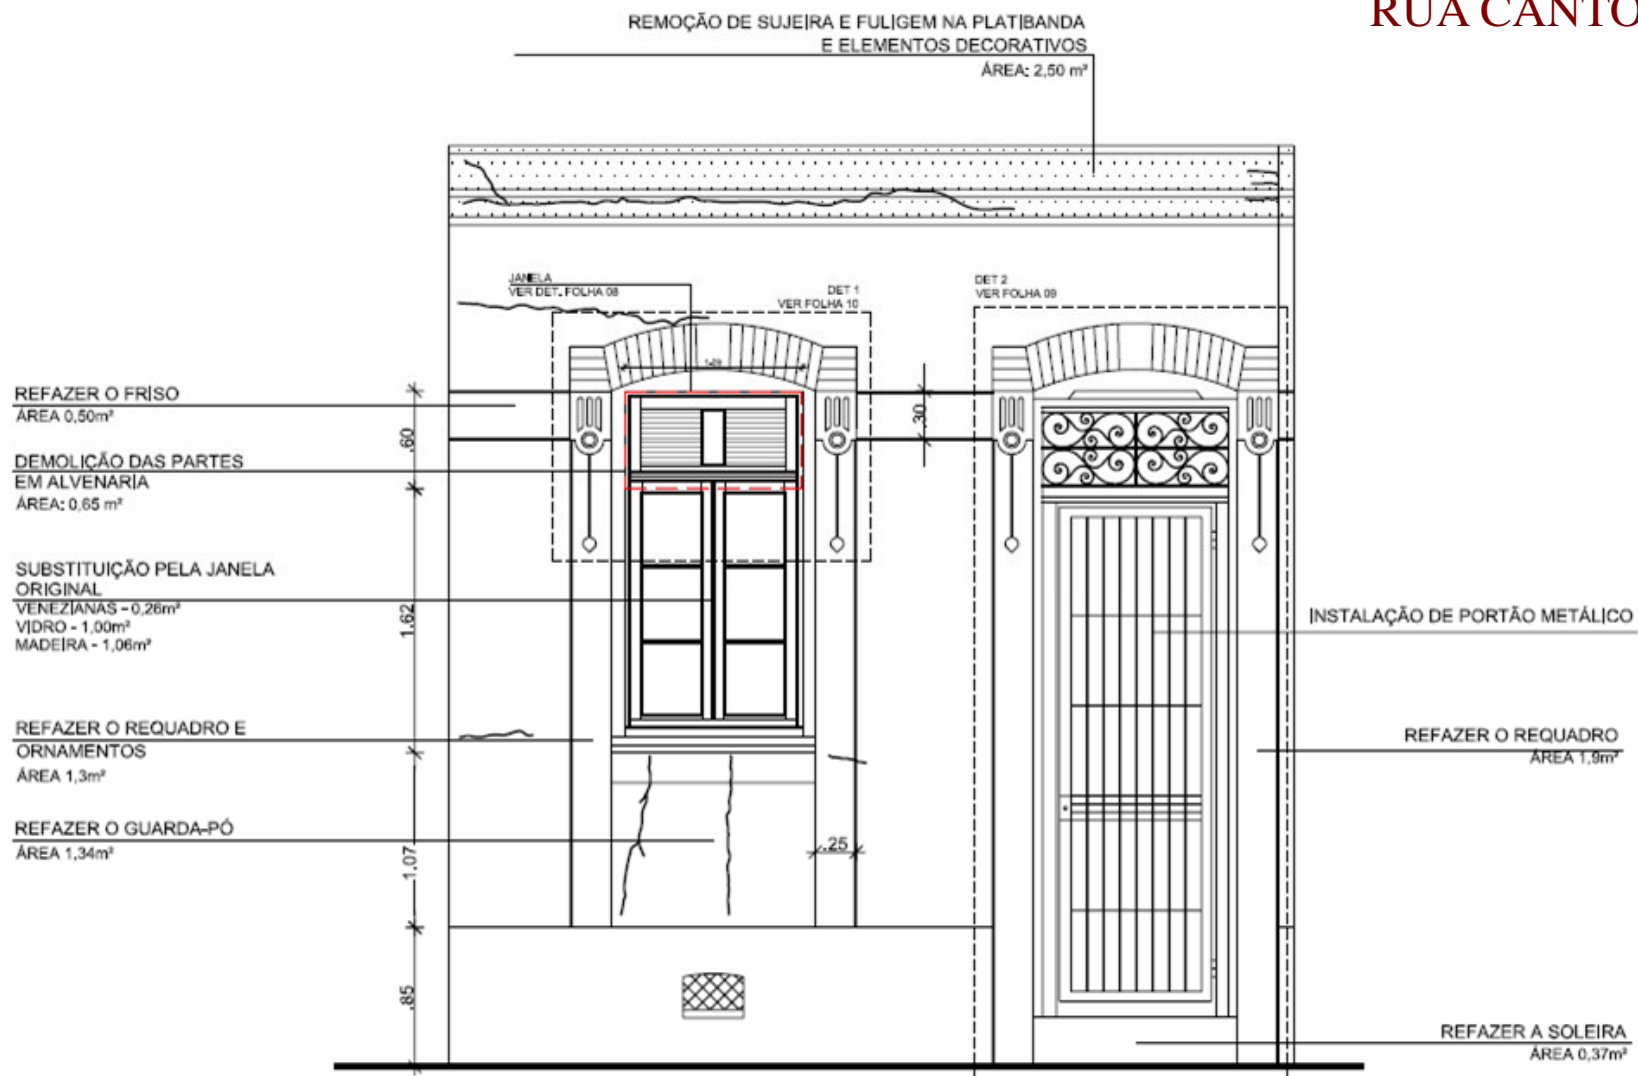 RUA CANTO
REMOÇÃO DE SUJEIRA E FULIGEM NA PLATIBANDA
E ELEMENTOS DECORATIVOS
ÁREA: 2,50 m²
JANELA
VER DET. FOLHA 08
DET 1
VER FOLHA 10
DET 2
VER FOLHA 09
REFAZER O FRISO
ÁREA 0,50m²
.60
.30
DEMOLIÇÃO DAS PARTES
EM ALVENARIA
ÁREA: 0,65 m²
SUBSTITUIÇÃO PELA JANELA
ORIGINAL
VENEZIANAS - 0,26m²
VIDRO - 1,00m²
MADEIRA - 1,06m²
1.62
INSTALAÇÃO DE PORTÃO METÁLICO
REFAZER O REQUADRO E
ORNAMENTOS
ÁREA 1,3m²
REFAZER O REQUADRO
ÁREA 1,9m²
REFAZER O GUARDA-PÓ
ÁREA 1,34m²
1.07
.25
.85
REFAZER A SOLEIRA
ÁREA 0,37m²